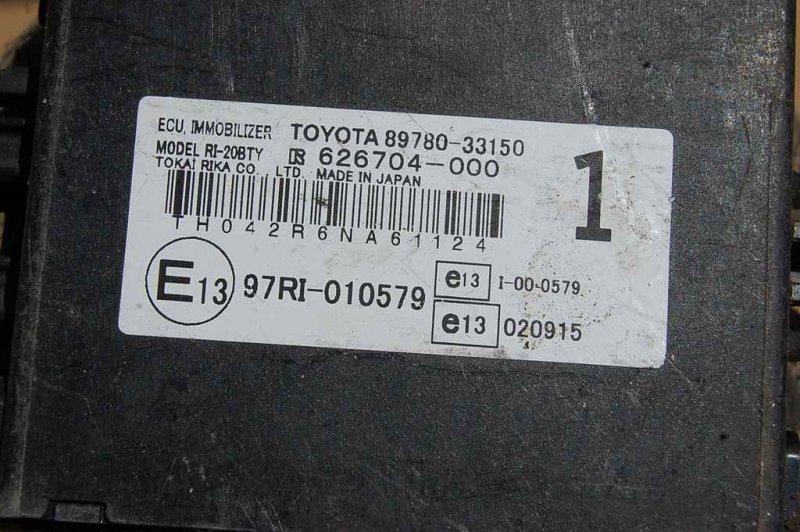 ECU, IMMOBILIZER TOYOTA 89780-33150
MODEL RI-20BTY 626704-000
TOKAI RIKA CO. LTD. MADE IN JAPAN
1
TH042R6NA61124
E13 97RI-010579 e13 I-00-0579
e13 020915